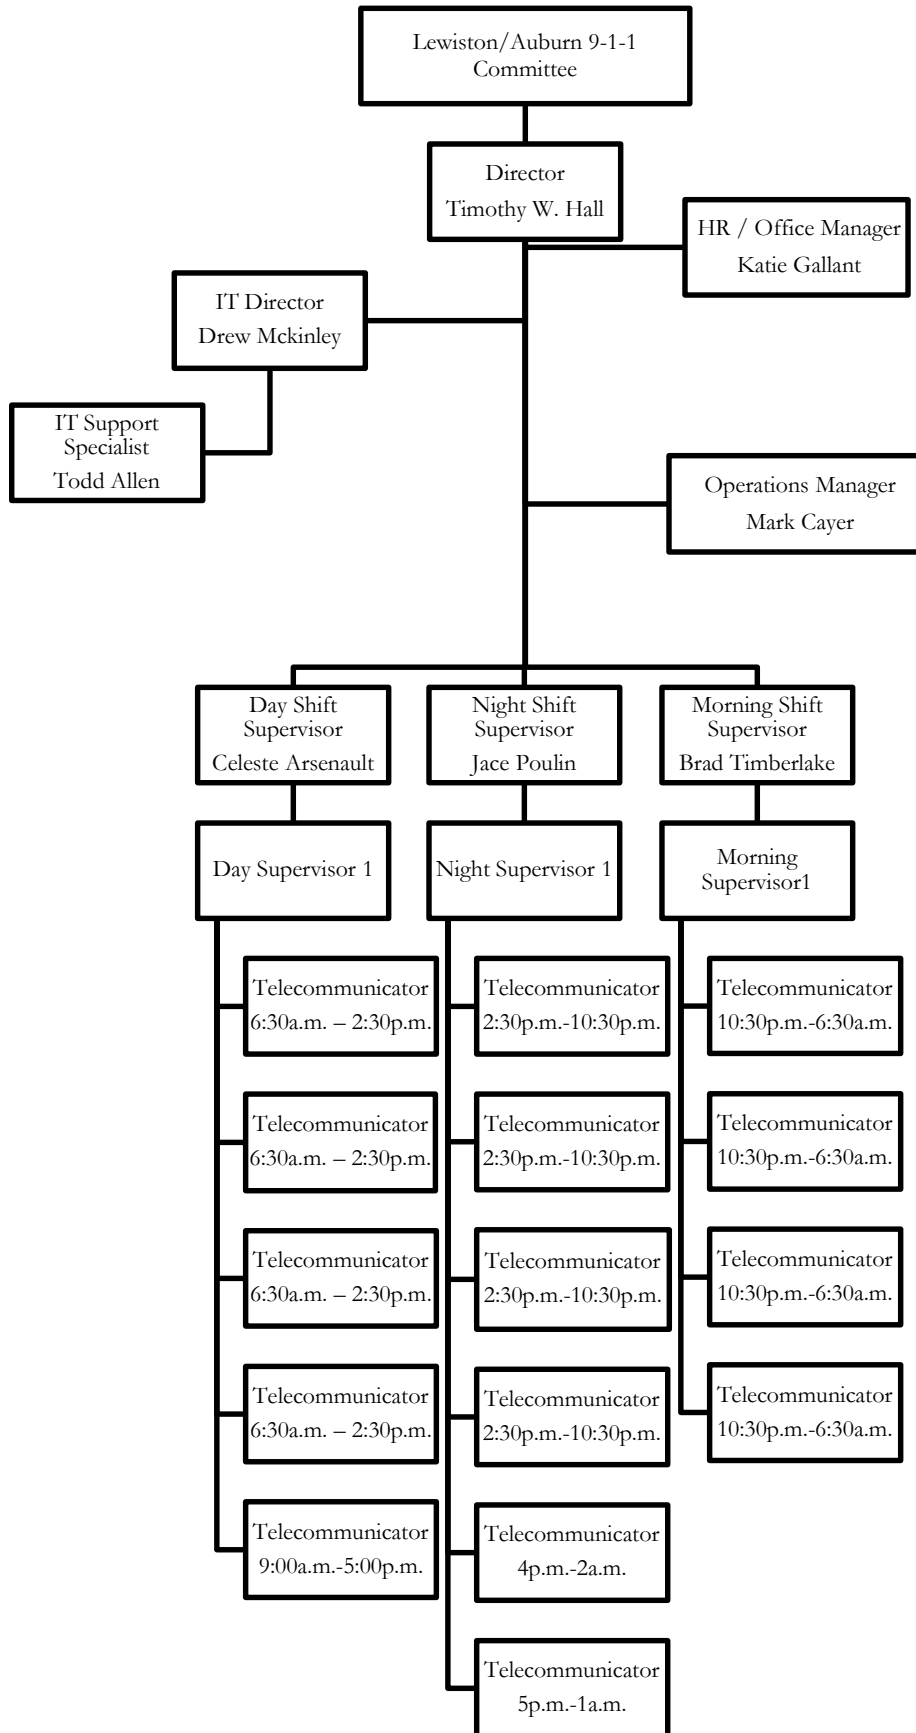 Lewiston/Auburn 9-1-1
Committee
Director
Timothy W. Hall
HR / Office Manager
Katie Gallant
IT Director
Drew Mckinley
IT Support
Specialist
Todd Allen
Operations Manager
Mark Cayer
Day Shift
Supervisor
Celeste Arsenault
Night Shift
Supervisor
Jace Poulin
Morning Shift
Supervisor
Brad Timberlake
Day Supervisor 1
Night Supervisor 1
Morning
Supervisor1
Telecommunicator
6:30a.m. – 2:30p.m.
Telecommunicator
6:30a.m. – 2:30p.m.
Telecommunicator
6:30a.m. – 2:30p.m.
Telecommunicator
6:30a.m. – 2:30p.m.
Telecommunicator
9:00a.m.-5:00p.m.
Telecommunicator
2:30p.m.-10:30p.m.
Telecommunicator
2:30p.m.-10:30p.m.
Telecommunicator
2:30p.m.-10:30p.m.
Telecommunicator
2:30p.m.-10:30p.m.
Telecommunicator
4p.m.-2a.m.
Telecommunicator
5p.m.-1a.m.
Telecommunicator
10:30p.m.-6:30a.m.
Telecommunicator
10:30p.m.-6:30a.m.
Telecommunicator
10:30p.m.-6:30a.m.
Telecommunicator
10:30p.m.-6:30a.m.